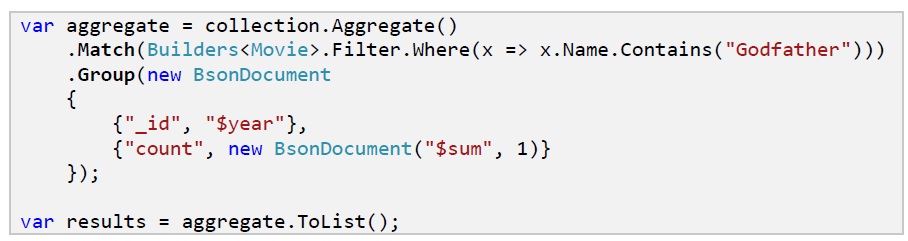 var aggregate = collection.Aggregate()
    .Match(Builders<Movie>.Filter.Where(x => x.Name.Contains("Godfather")))
    .Group(new BsonDocument
    {
        {"_id", "$year"},
        {"count", new BsonDocument("$sum", 1)}
    });

var results = aggregate.ToList();